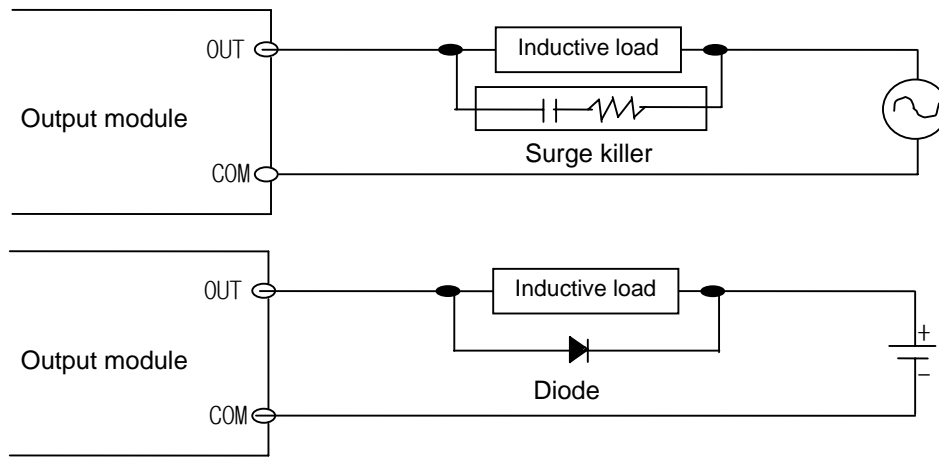 OUT
Inductive load
Output module
Surge killer
COM
OUT
Inductive load
+
Output module
−
Diode
COM